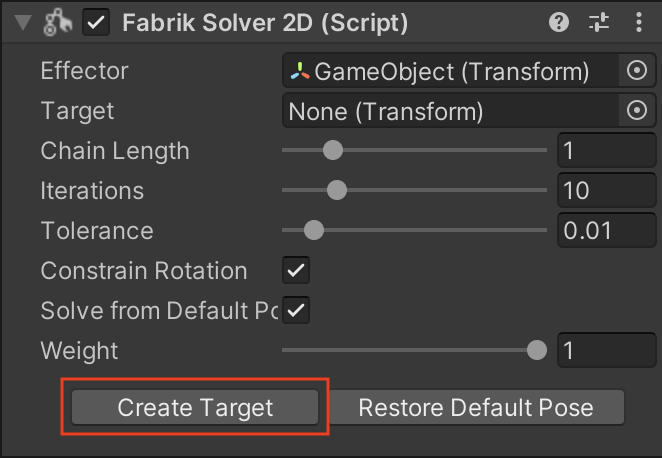 Fabrik Solver 2D (Script)
Effector GameObject (Transform)
Target None (Transform)
Chain Length 1
Iterations 10
Tolerance 0.01
Constrain Rotation
Solve from Default Po
Weight 1
Create Target Restore Default Pose